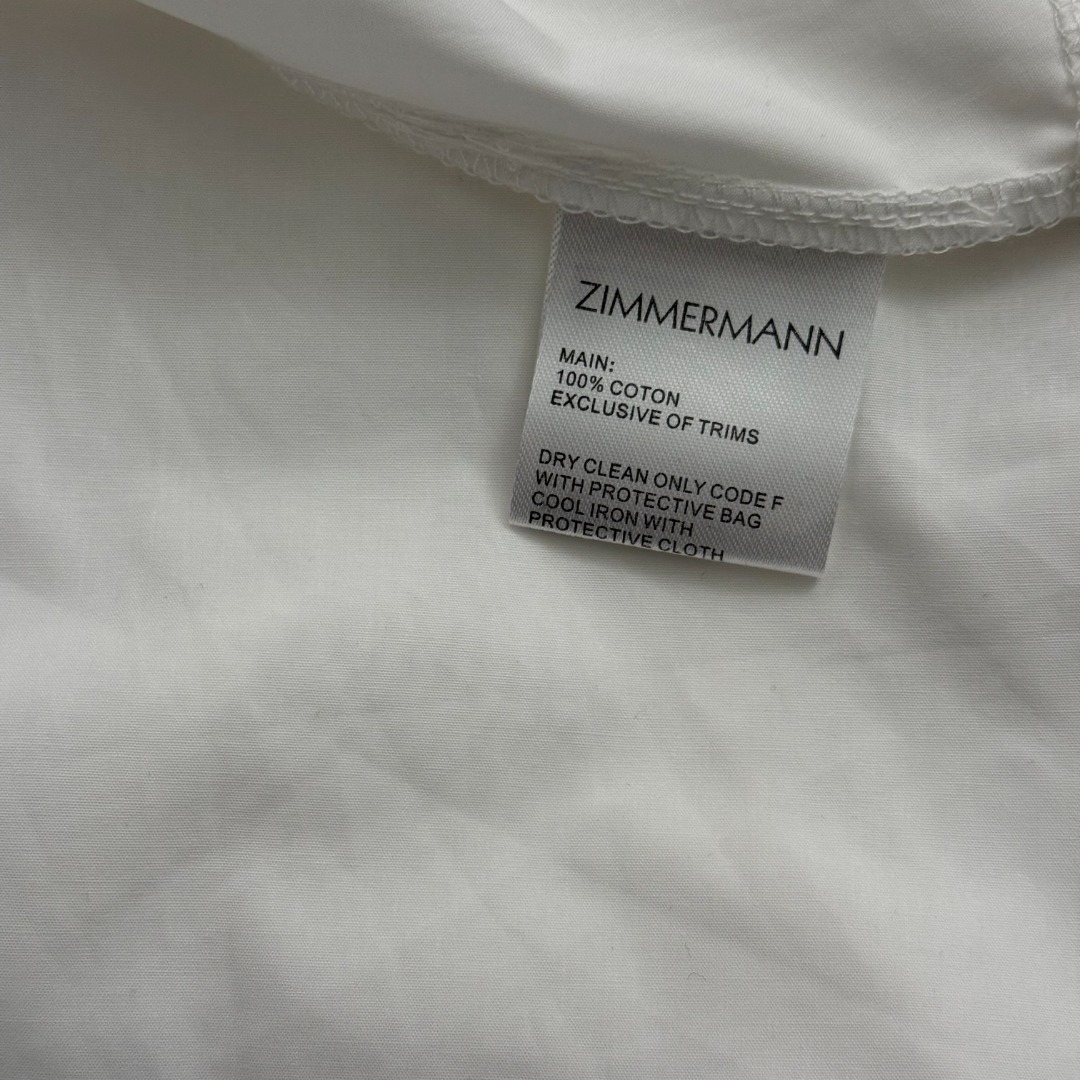 ZIMMERMANN
MAIN:
100% COTON
EXCLUSIVE OF TRIMS
DRY CLEAN ONLY CODE F
WITH PROTECTIVE BAG
COOL IRON WITH
PROTECTIVE CLOTH